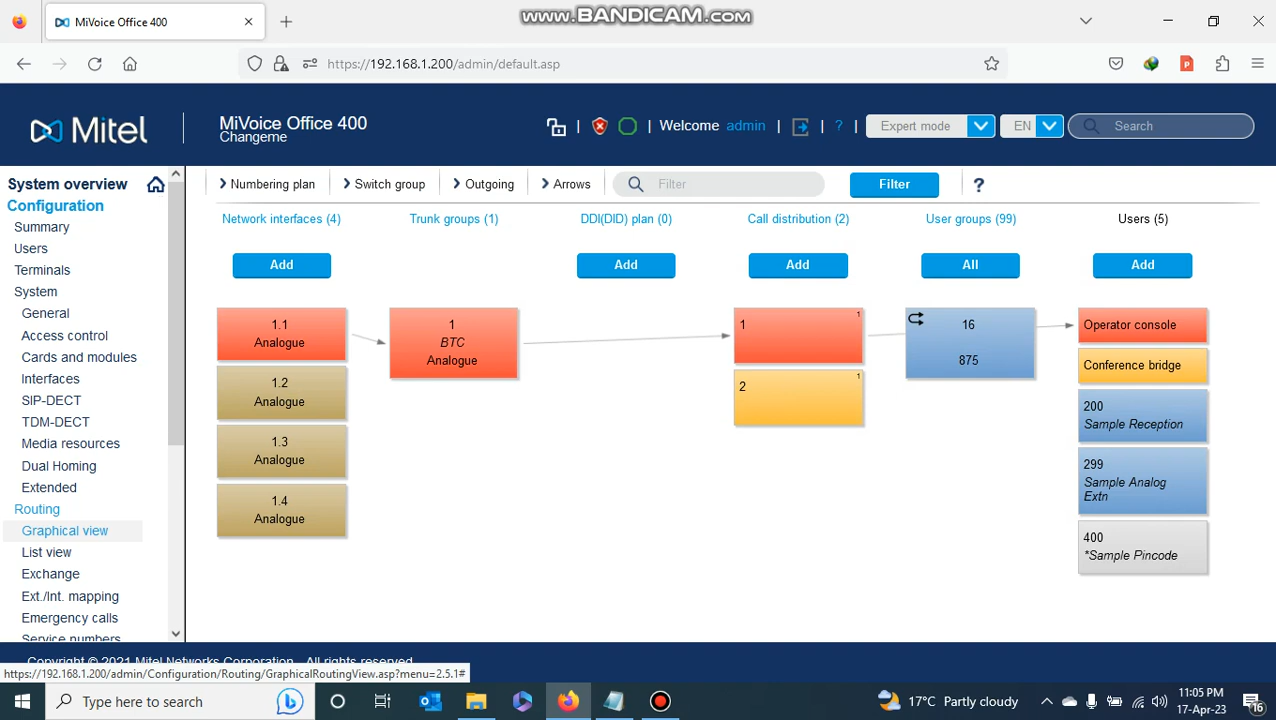 MiVoice Office 400
www.BANDICAM.com
https://192.168.1.200/admin/default.asp
Mitel
MiVoice Office 400
Changeme
Welcome admin
?
Expert mode
EN
Search
System overview
Configuration
Summary
Users
Terminals
System
General
Access control
Cards and modules
Interfaces
SIP-DECT
TDM-DECT
Media resources
Dual Homing
Extended
Routing
Graphical view
List view
Exchange
Ext./Int. mapping
Emergency calls
Service numbers
Numbering plan
Switch group
Outgoing
Arrows
Filter
Filter
?
Network interfaces (4)
Trunk groups (1)
DDI(DID) plan (0)
Call distribution (2)
User groups (99)
Users (5)
Add
Add
Add
All
Add
1.1
Analogue
1.2
Analogue
1.3
Analogue
1.4
Analogue
1
BTC
Analogue
1
1
2
1
16
875
Operator console
Conference bridge
200
Sample Reception
299
Sample Analog
Extn
400
*Sample Pincode
Copyright © 2021 Mitel Networks Corporation. All rights reserved.
https://192.168.1.200/admin/Configuration/Routing/GraphicalRoutingView.asp?menu=2.5.1#
Type here to search
17°C Partly cloudy
11:05 PM
17-Apr-23
16